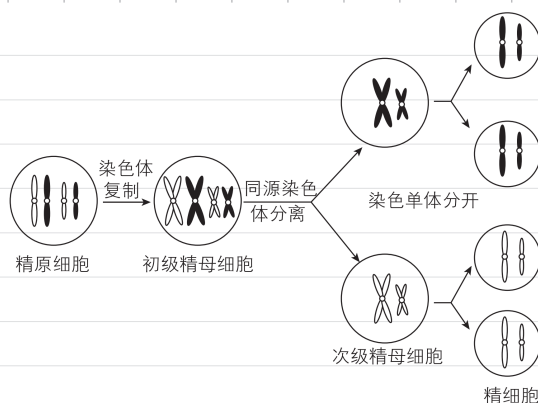 染色体
复制
同源染色
体分离
精原细胞
初级精母细胞
染色单体分开
次级精母细胞
精细胞